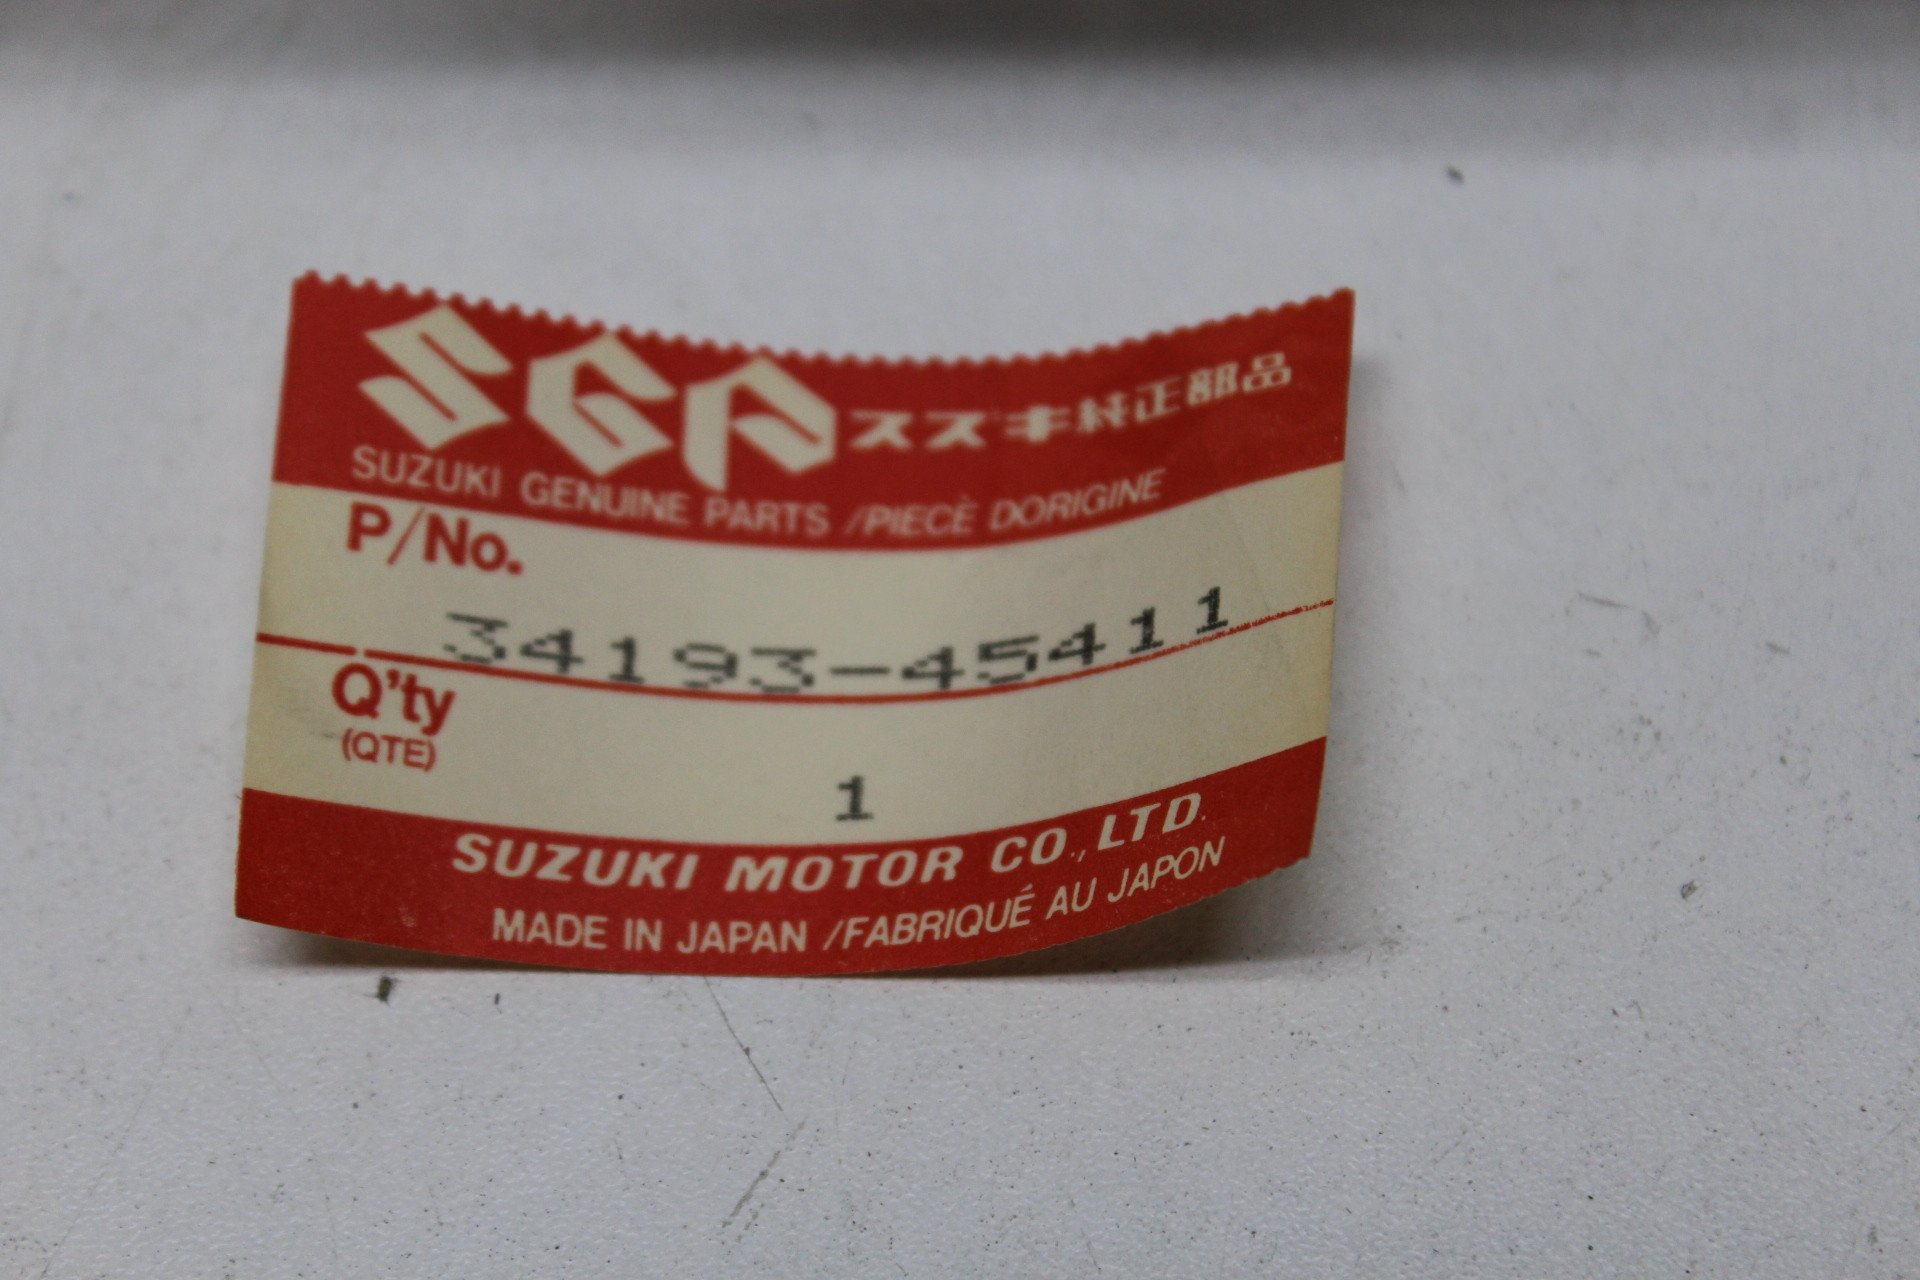 SGP スズキ純正部品
SUZUKI GENUINE PARTS /PIECÈ DORIGINE
P/No.
34193-45411
Q'ty
(QTE)
1
SUZUKI MOTOR CO., LTD.
MADE IN JAPAN /FABRIQUÉ AU JAPON